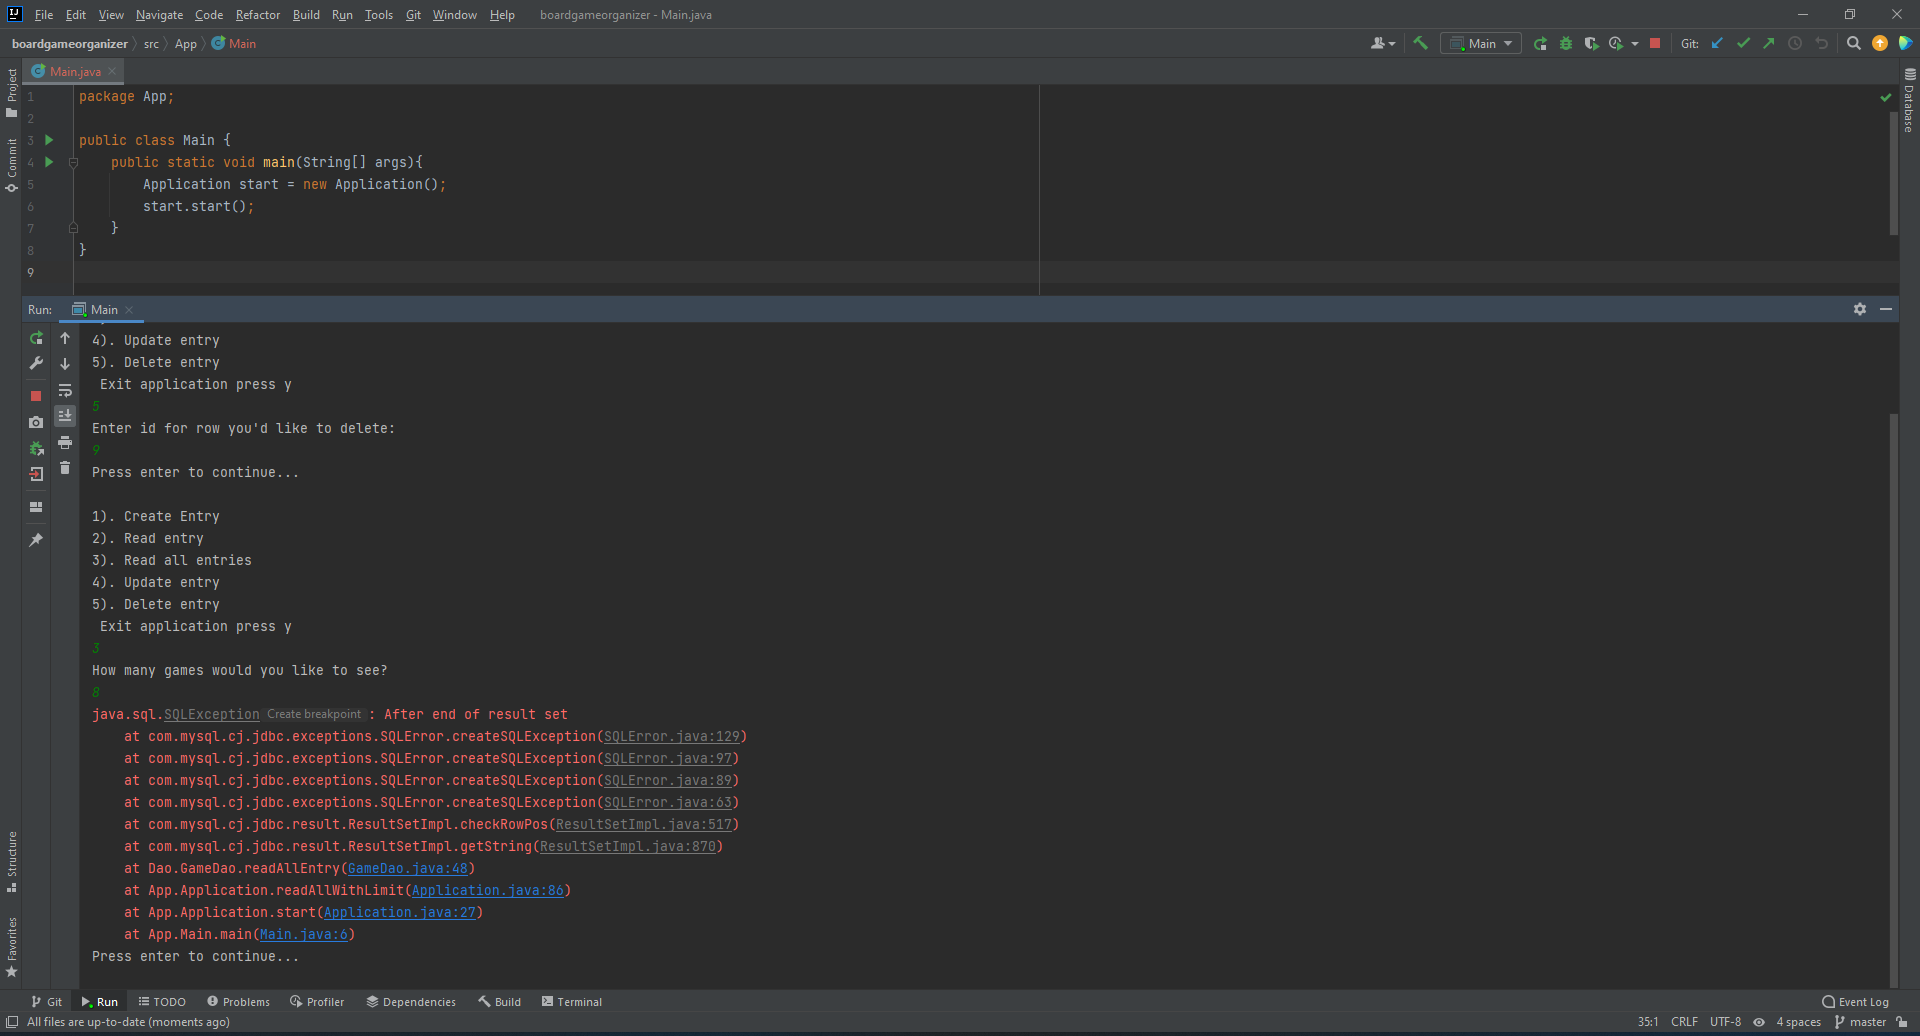 IJ File Edit View Navigate Code Refactor Build Run Tools Git Window Help boardgameorganizer - Main.java
boardgameorganizer src App Main
Main Git:
Main.java
Project
Commit
Structure
Favorites
Database
1 package App;
2
3 public class Main {
4 public static void main(String[] args){
5 Application start = new Application();
6 start.start();
7 }
8 }
9
Run: Main
4). Update entry
5). Delete entry
Exit application press y
5
Enter id for row you'd like to delete:
9
Press enter to continue...
1). Create Entry
2). Read entry
3). Read all entries
4). Update entry
5). Delete entry
Exit application press y
3
How many games would you like to see?
8
java.sql.SQLException Create breakpoint : After end of result set
at com.mysql.cj.jdbc.exceptions.SQLError.createSQLException(SQLError.java:129)
at com.mysql.cj.jdbc.exceptions.SQLError.createSQLException(SQLError.java:97)
at com.mysql.cj.jdbc.exceptions.SQLError.createSQLException(SQLError.java:89)
at com.mysql.cj.jdbc.exceptions.SQLError.createSQLException(SQLError.java:63)
at com.mysql.cj.jdbc.result.ResultSetImpl.checkRowPos(ResultSetImpl.java:517)
at com.mysql.cj.jdbc.result.ResultSetImpl.getString(ResultSetImpl.java:870)
at Dao.GameDao.readAllEntry(GameDao.java:48)
at App.Application.readAllWithLimit(Application.java:86)
at App.Application.start(Application.java:27)
at App.Main.main(Main.java:6)
Press enter to continue...
Git Run TODO Problems Profiler Dependencies Build Terminal Event Log
All files are up-to-date (moments ago) 35:1 CRLF UTF-8 4 spaces master